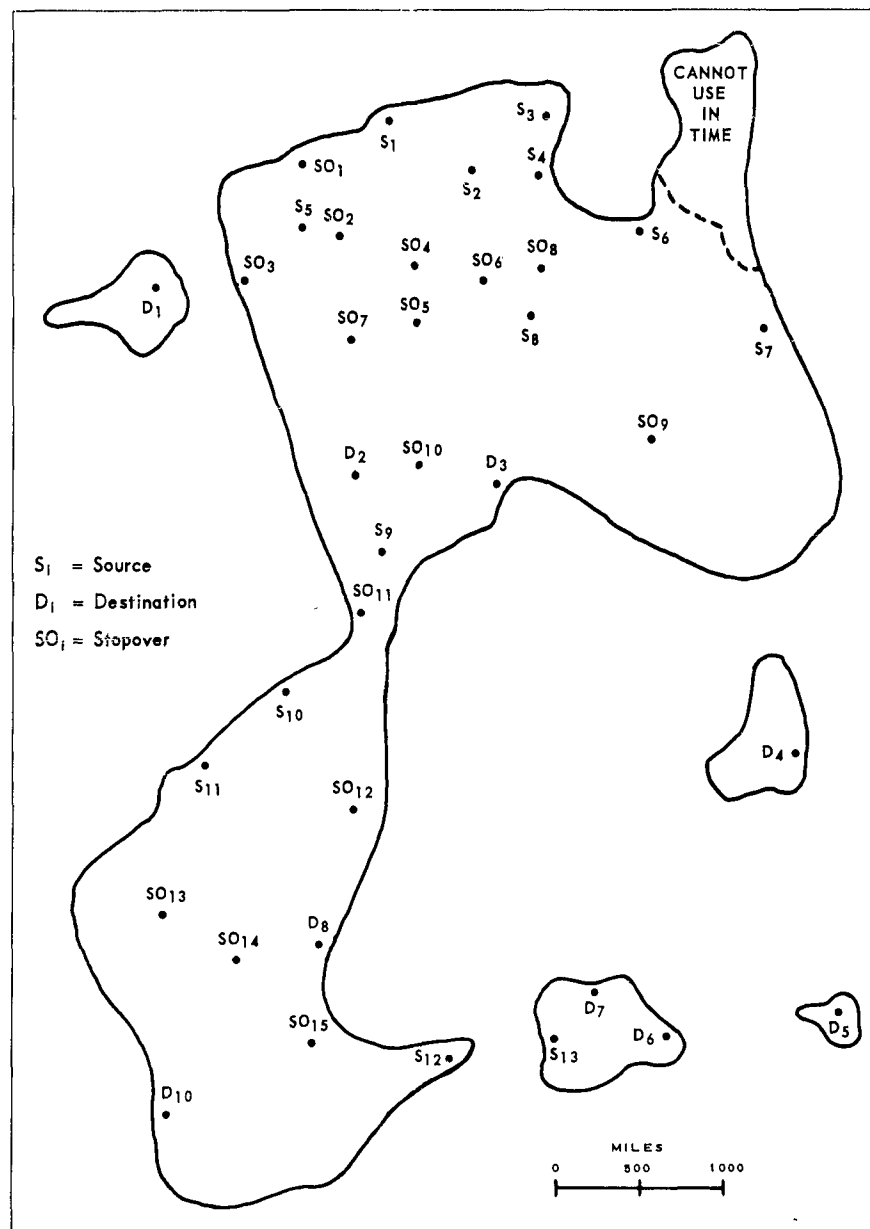 CANNOT
USE
IN
TIME
S3
S1
S4
SO1
S2
S5
SO2
S6
SO3
SO4
SO6
SO8
D1
SO7
SO5
S8
S7
SO9
D2
SO10
D3
S9
Si = Source
Di = Destination
SOi = Stopover
SO11
S10
S11
SO12
D4
SO13
SO14
D8
D7
D5
SO15
S12
S13
D6
D10
MILES
0 500 1000